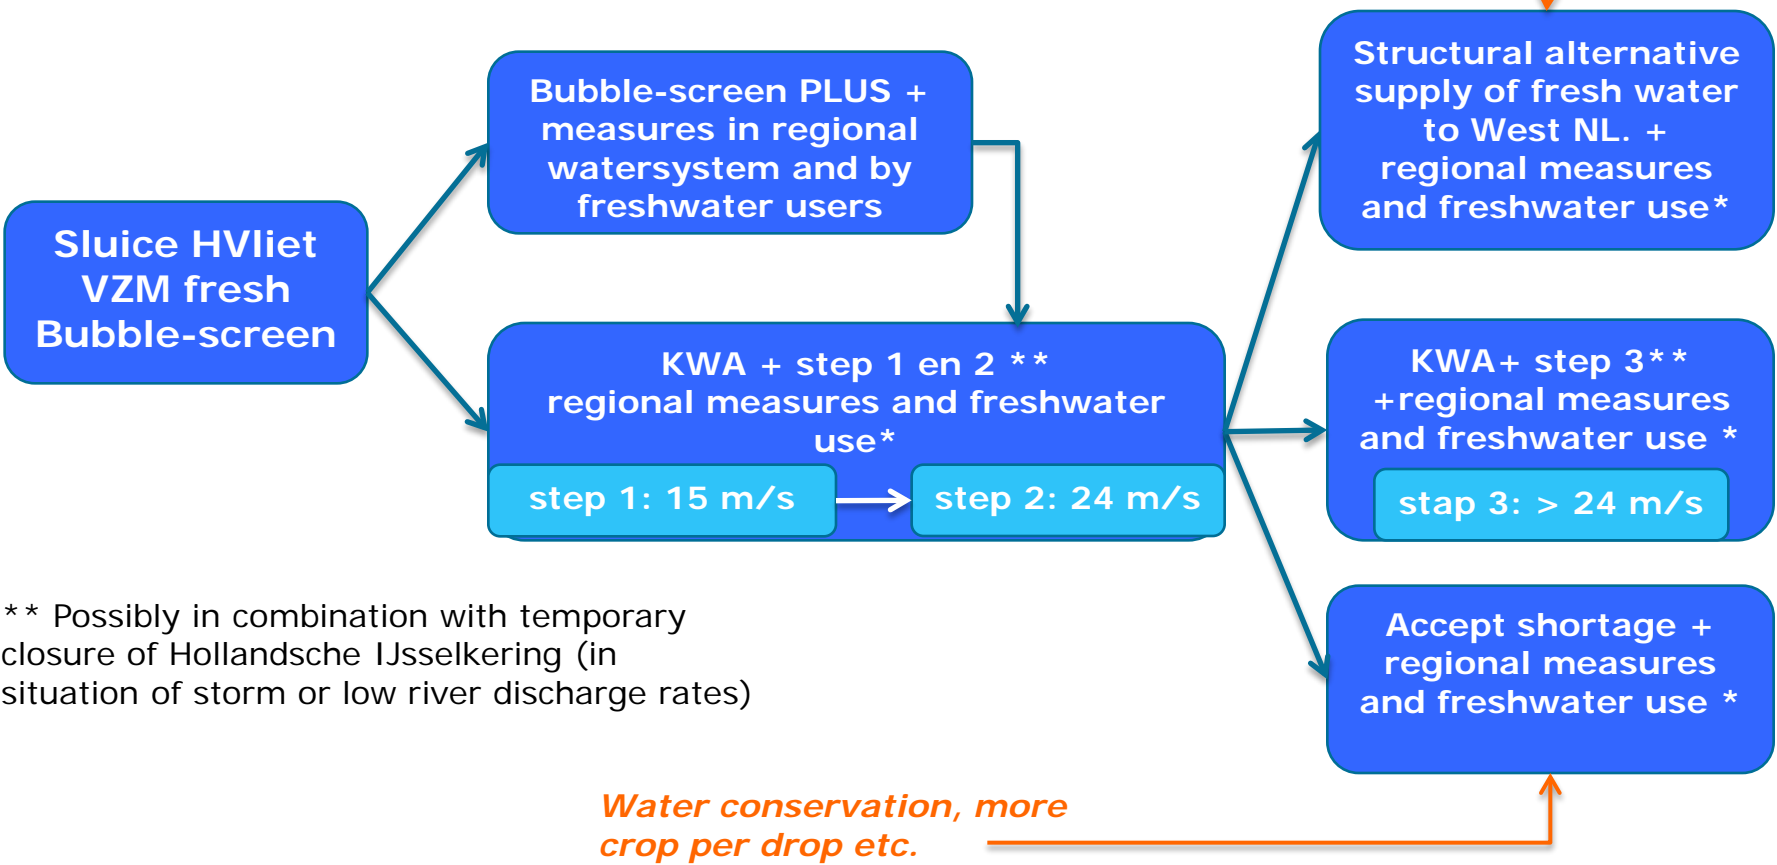 Sluice HVliet
VZM fresh
Bubble-screen
Bubble-screen PLUS +
measures in regional
watersystem and by
freshwater users
KWA + step 1 en 2 **
regional measures and freshwater
use*
step 1: 15 m/s
step 2: 24 m/s
Structural alternative
supply of fresh water
to West NL. +
regional measures
and freshwater use*
KWA+ step 3**
+regional measures
and freshwater use *
stap 3: > 24 m/s
Accept shortage +
regional measures
and freshwater use *
** Possibly in combination with temporary
closure of Hollandsche IJsselkering (in
situation of storm or low river discharge rates)
Water conservation, more
crop per drop etc.